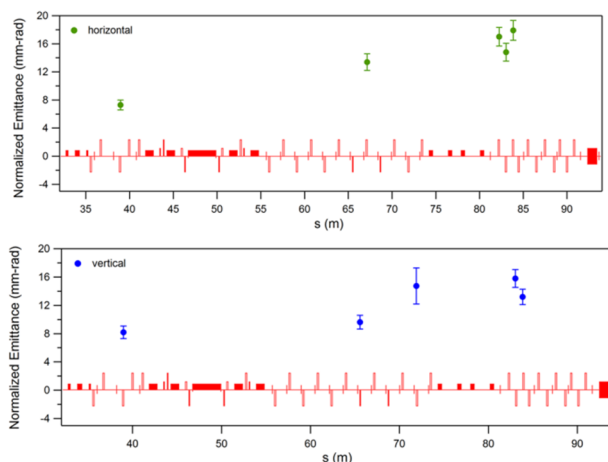 20
16
12
8
4
0
-4
Normalized Emittance (mm-rad)
horizontal
35 40 45 50 55 60 65 70 75 80 85 90
s (m)
20
16
12
8
4
0
-4
Normalized Emittance (mm-rad)
vertical
40 50 60 70 80 90
s (m)